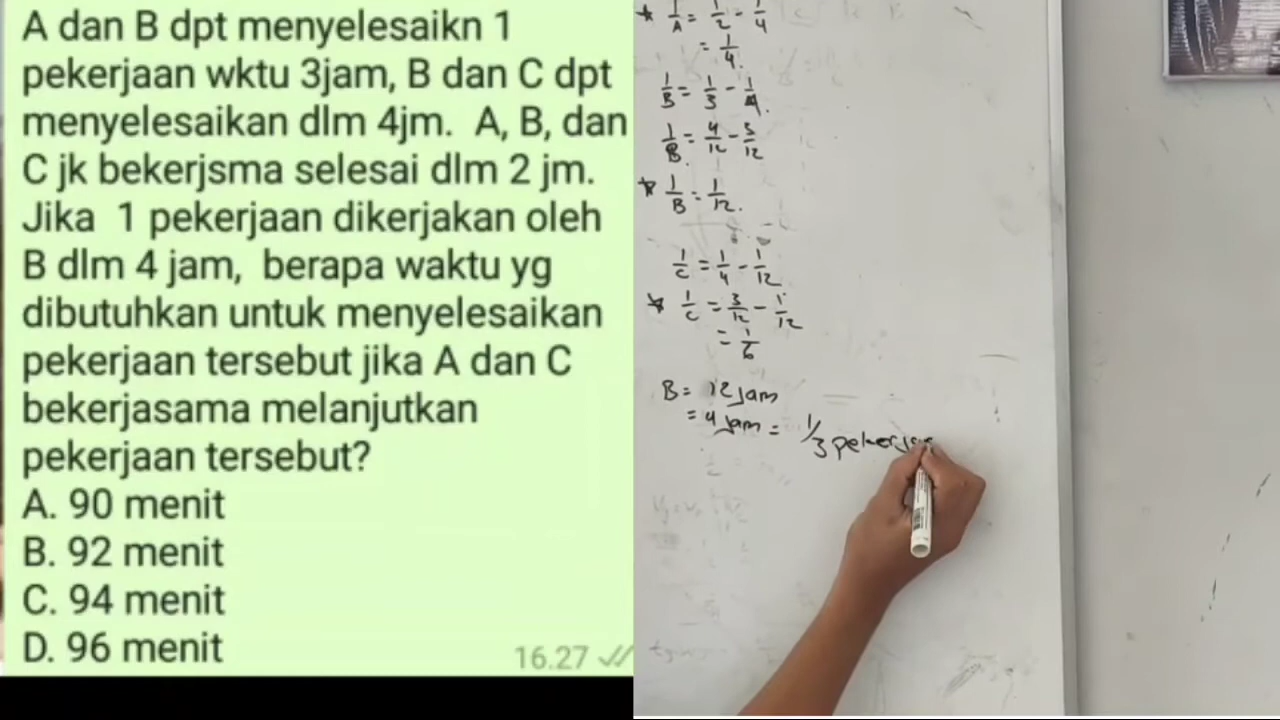 A dan B dpt menyelesaikn 1
pekerjaan wktu 3jam, B dan C dpt
menyelesaikan dlm 4jm. A, B, dan
C jk bekerjsma selesai dlm 2 jm.
Jika 1 pekerjaan dikerjakan oleh
B dlm 4 jam, berapa waktu yg
dibutuhkan untuk menyelesaikan
pekerjaan tersebut jika A dan C
bekerjasama melanjutkan
pekerjaan tersebut?
A. 90 menit
B. 92 menit
C. 94 menit
D. 96 menit
16.27
* 1/A = 1/2 - 1/4
= 1/4.
1/B = 1/3 - 1/4.
1/B = 4/12 - 3/12
* 1/B = 1/12.
1/C = 1/4 - 1/12
* 1/C = 3/12 - 1/12
= 1/6
B = 12 jam
= 4 jam = 1/3 pekerjaa